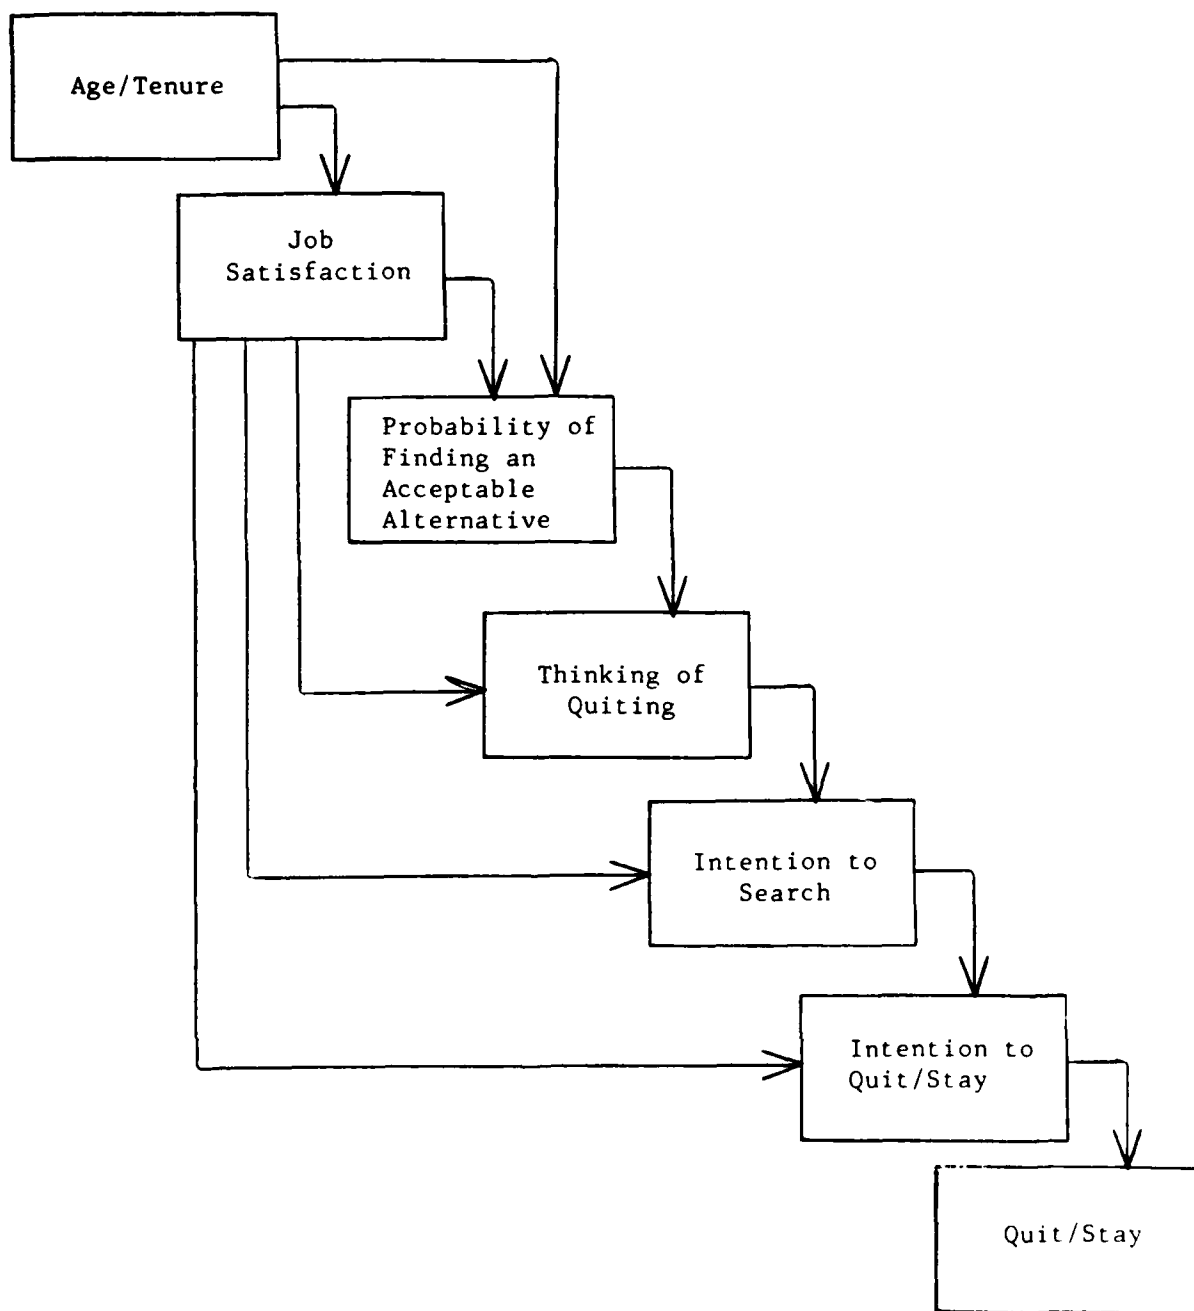 Age/Tenure
Job
Satisfaction
Probability of
Finding an
Acceptable
Alternative
Thinking of
Quiting
Intention to
Search
Intention to
Quit/Stay
Quit/Stay